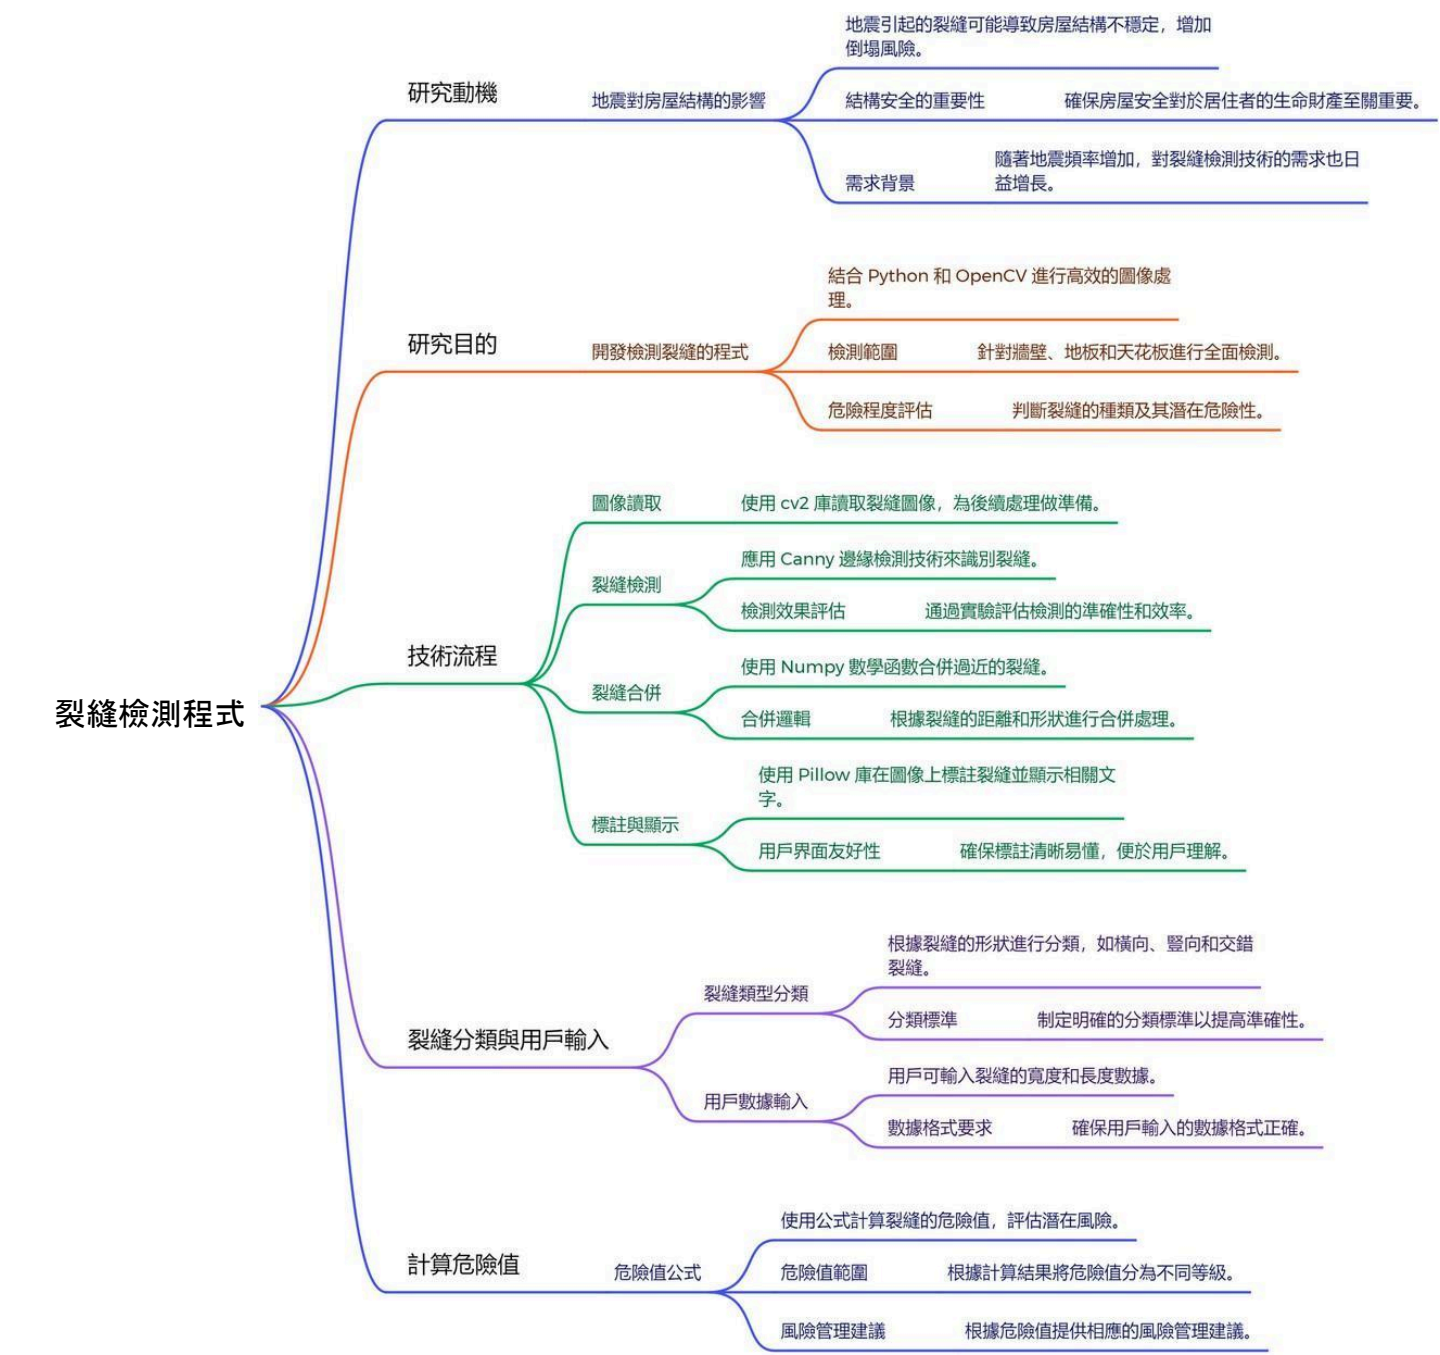 裂縫檢測程式
研究動機
地震對房屋結構的影響
地震引起的裂縫可能導致房屋結構不穩定，增加
倒塌風險。
結構安全的重要性
確保房屋安全對於居住者的生命財產至關重要。
需求背景
隨著地震頻率增加，對裂縫檢測技術的需求也日
益增長。
研究目的
開發檢測裂縫的程式
結合 Python 和 OpenCV 進行高效的圖像處
理。
檢測範圍
針對牆壁、地板和天花板進行全面檢測。
危險程度評估
判斷裂縫的種類及其潛在危險性。
技術流程
圖像讀取
使用 cv2 庫讀取裂縫圖像，為後續處理做準備。
裂縫檢測
應用 Canny 邊緣檢測技術來識別裂縫。
檢測效果評估
通過實驗評估檢測的準確性和效率。
裂縫合併
使用 Numpy 數學函數合併過近的裂縫。
合併邏輯
根據裂縫的距離和形狀進行合併處理。
標註與顯示
使用 Pillow 庫在圖像上標註裂縫並顯示相關文
字。
用戶界面友好性
確保標註清晰易懂，便於用戶理解。
裂縫分類與用戶輸入
裂縫類型分類
根據裂縫的形狀進行分類，如橫向、豎向和交錯
裂縫。
分類標準
制定明確的分類標準以提高準確性。
用戶數據輸入
用戶可輸入裂縫的寬度和長度數據。
數據格式要求
確保用戶輸入的數據格式正確。
計算危險值
危險值公式
使用公式計算裂縫的危險值，評估潛在風險。
危險值範圍
根據計算結果將危險值分為不同等級。
風險管理建議
根據危險值提供相應的風險管理建議。